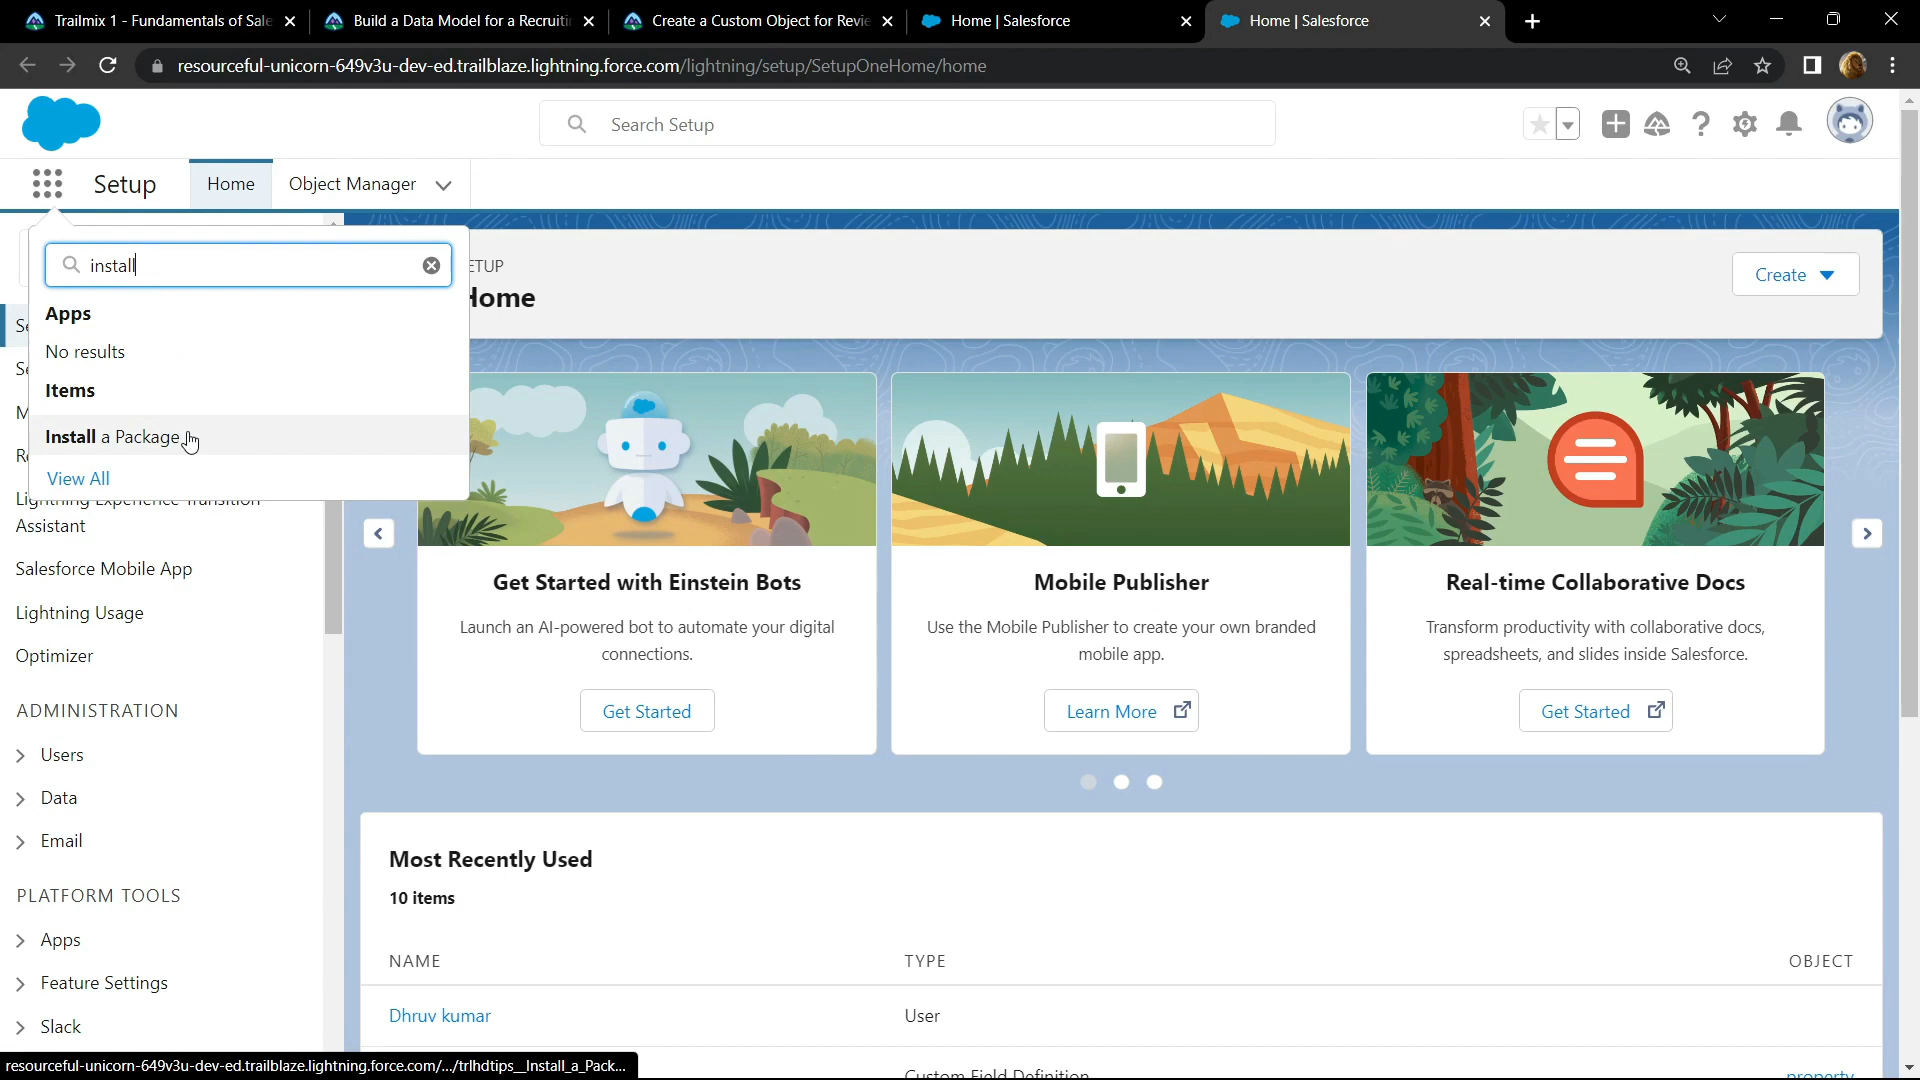 Trailmix 1 - Fundamentals of Sale
Build a Data Model for a Recruiti
Create a Custom Object for Revie
Home | Salesforce
Home | Salesforce
resourceful-unicorn-649v3u-dev-ed.trailblaze.lightning.force.com/lightning/setup/SetupOneHome/home
Search Setup
Setup
Home
Object Manager
install
Apps
No results
Items
Install a Package
View All
ETUP
Home
Create
Assistant
Salesforce Mobile App
Lightning Usage
Optimizer
ADMINISTRATION
Users
Data
Email
PLATFORM TOOLS
Apps
Feature Settings
Slack
Get Started with Einstein Bots
Launch an AI-powered bot to automate your digital
connections.
Get Started
Mobile Publisher
Use the Mobile Publisher to create your own branded
mobile app.
Learn More
Real-time Collaborative Docs
Transform productivity with collaborative docs,
spreadsheets, and slides inside Salesforce.
Get Started
Most Recently Used
10 items
NAME TYPE OBJECT
Dhruv kumar User
Custom Field Definition property
resourceful-unicorn-649v3u-dev-ed.trailblaze.lightning.force.com/.../trlhdtips__Install_a_Pack...